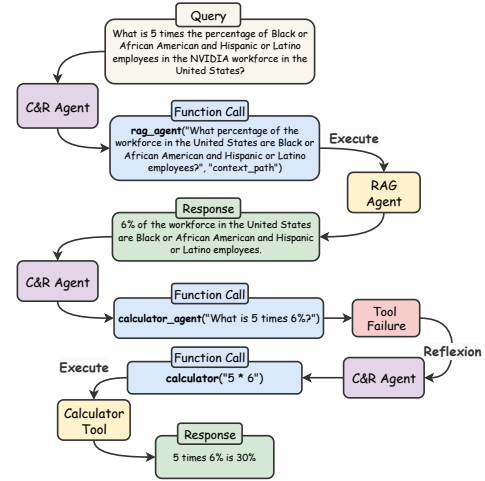 Query
What is 5 times the percentage of Black or
African American and Hispanic or Latino
employees in the NVIDIA workforce in the
United States?
C&R Agent
Function Call
rag_agent("What percentage of the
workforce in the United States are Black or
African American and Hispanic or Latino
employees?", "context_path")
Execute
RAG
Agent
Response
6% of the workforce in the United States
are Black or African American and Hispanic
or Latino employees.
C&R Agent
Function Call
calculator_agent("What is 5 times 6%?")
Tool
Failure
Reflexion
C&R Agent
Function Call
calculator("5 * 6")
Execute
Calculator
Tool
Response
5 times 6% is 30%